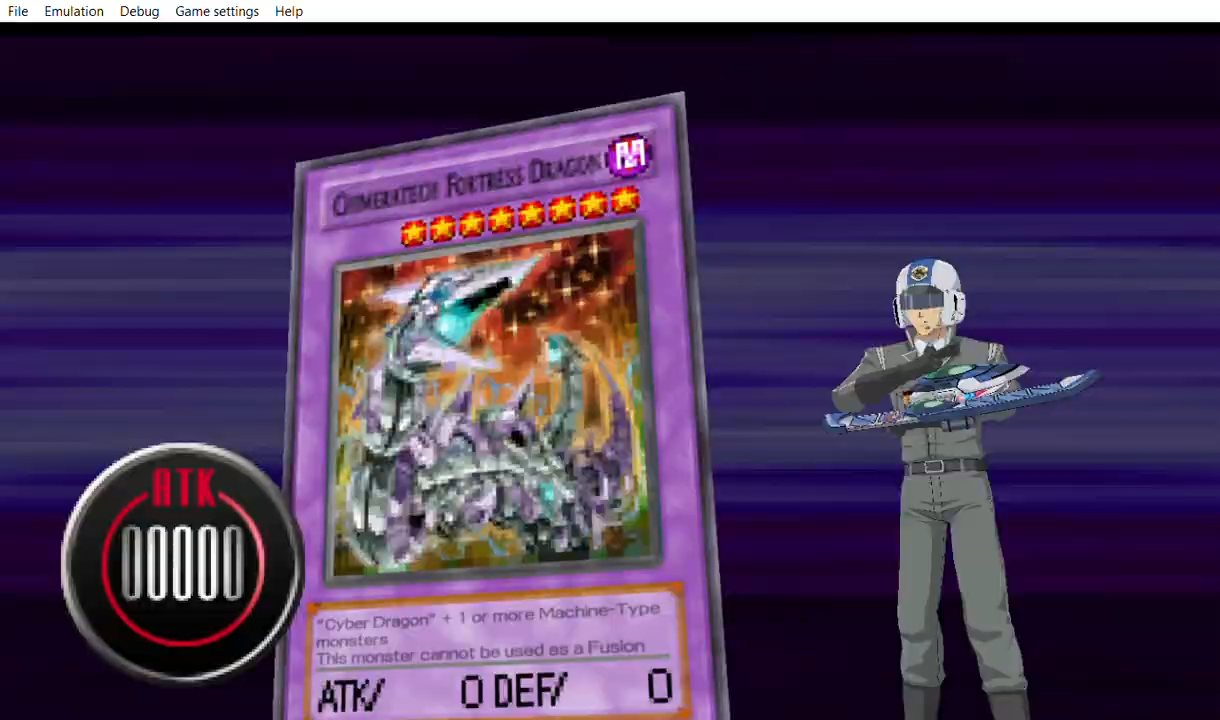 File Emulation Debug Game settings Help
Chimeratech Fortress Dragon
ATK
00000
"Cyber Dragon" + 1 or more Machine-Type
monsters
This monster cannot be used as a Fusion
ATK/ 0 DEF/ 0